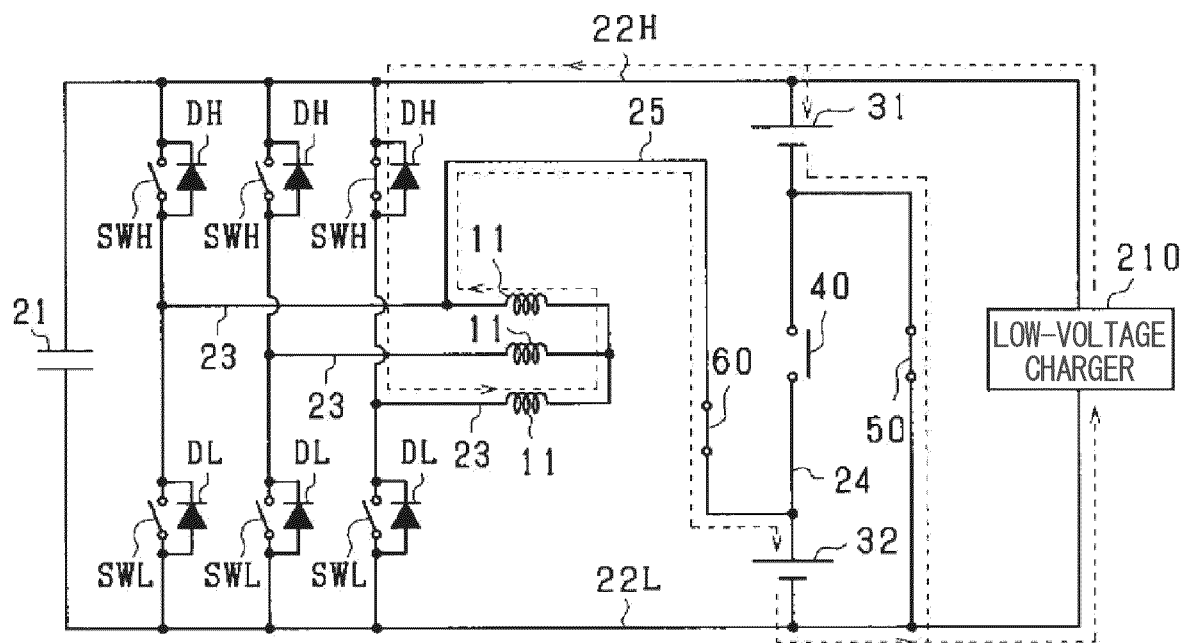 22H
DH
DH
DH
25
31
SWH
SWH
SWH
11
40
210
21
23
11
LOW-VOLTAGE
CHARGER
23
60
50
23
11
DL
DL
DL
24
32
SWL
SWL
SWL
22L